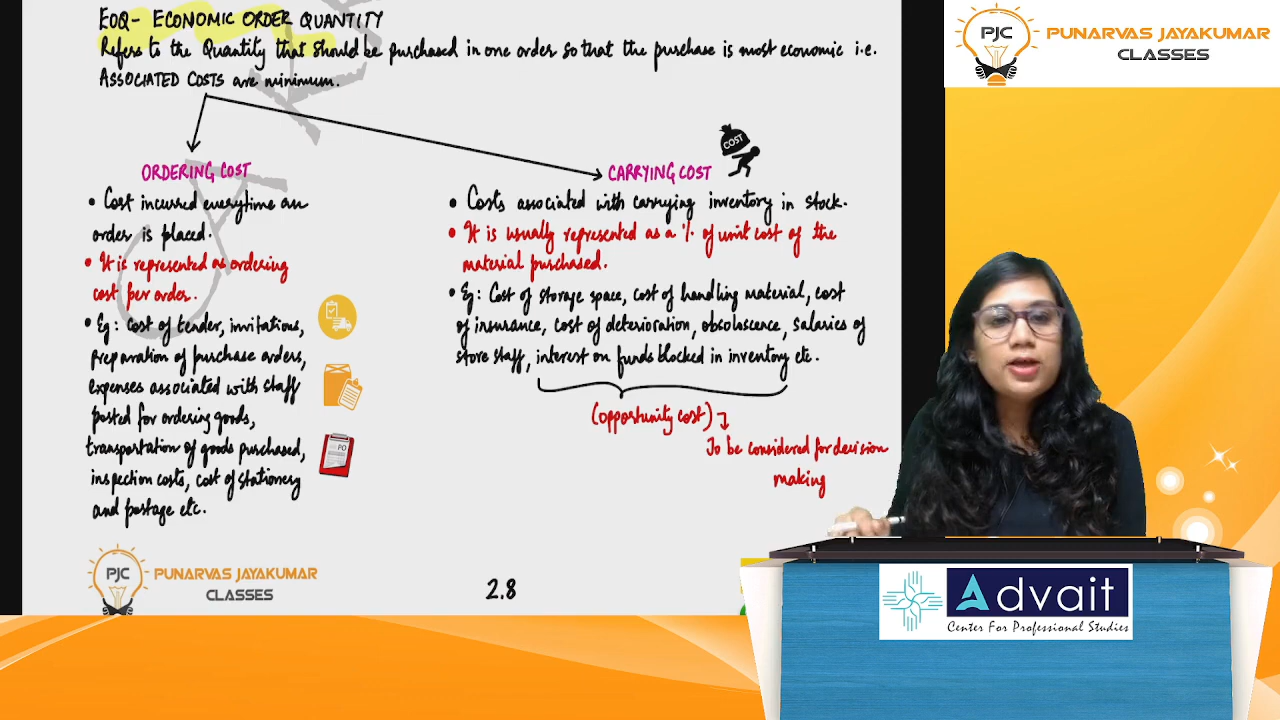 EOQ- ECONOMIC ORDER QUANTITY
Refers to the Quantity that should be purchased in one order so that the purchase is most economic i.e.
ASSOCIATED COSTS are minimum.
ORDERING COST
• Cost incurred everytime an
order is placed.
• It is represented as ordering
cost per order.
• Eg: cost of tender, invitations,
preparation of purchase orders,
expenses associated with staff
posted for ordering goods,
transportation of goods purchased,
inspection costs, cost of stationery
and postage etc.
COST
CARRYING COST
• Costs associated with carrying inventory in stock.
• It is usually represented as a % of unit cost of the
material purchased.
• Eg: Cost of storage space, cost of handling material, cost
of insurance, cost of deterioration, obsolescence, salaries of
store staff, interest on funds blocked in inventory etc.
(opportunity cost)
To be considered for decision
making
PO
PJC
PUNARVAS JAYAKUMAR
CLASSES
2.8
PJC
PUNARVAS JAYAKUMAR
CLASSES
Advait
Center For Professional Studies